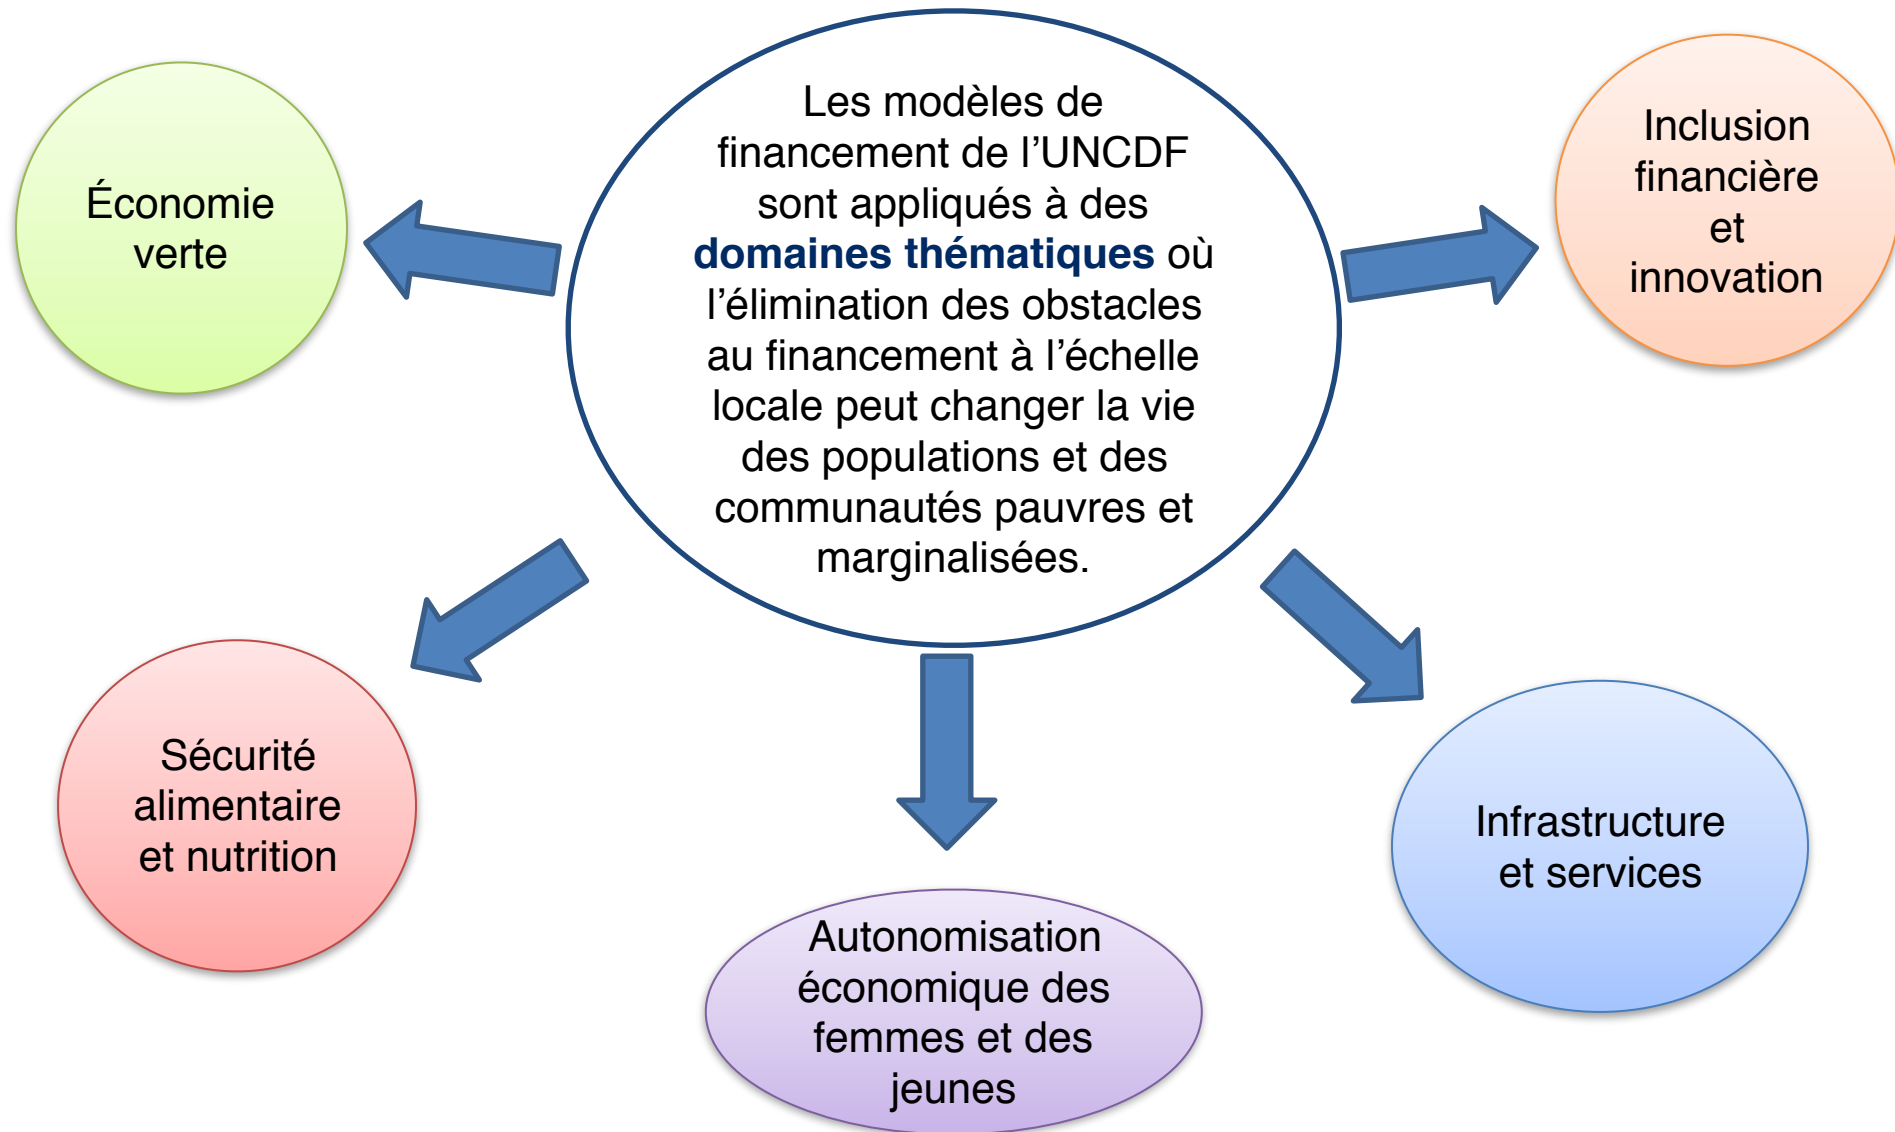 Les modèles de
financement de l’UNCDF
sont appliqués à des
domaines thématiques où
l’élimination des obstacles
au financement à l’échelle
locale peut changer la vie
des populations et des
communautés pauvres et
marginalisées.
Économie
verte
Inclusion
financière
et
innovation
Sécurité
alimentaire
et nutrition
Autonomisation
économique des
femmes et des
jeunes
Infrastructure
et services